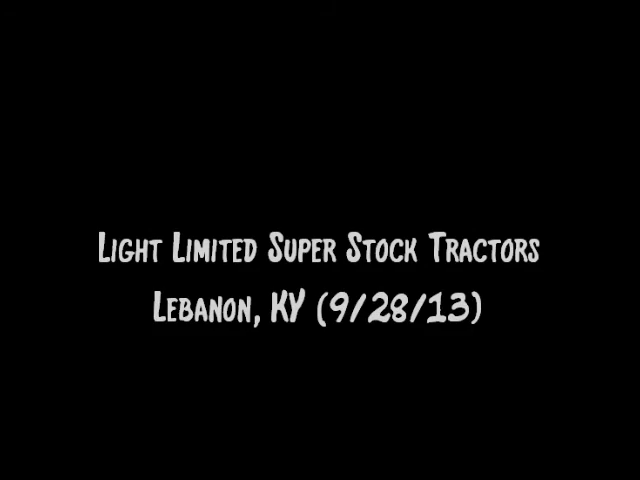 Light Limited Super Stock Tractors
Lebanon, KY (9/28/13)